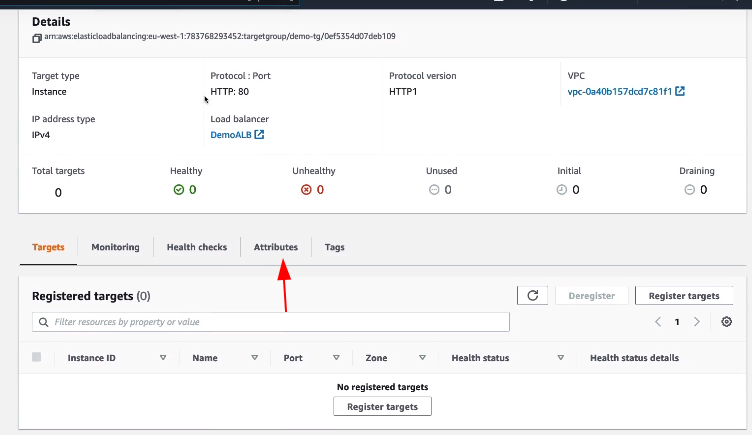 Details
arn:aws:elasticloadbalancing:eu-west-1:783768293452:targetgroup/demo-tg/0ef5354d07deb109
Target type Protocol : Port Protocol version VPC
Instance HTTP: 80 HTTP1 vpc-0a40b157dcd7c81f1
IP address type Load balancer
IPv4 DemoALB
Total targets Healthy Unhealthy Unused Initial Draining
0 0 0 0 0 0
Targets Monitoring Health checks Attributes Tags
Registered targets (0) Deregister Register targets
Filter resources by property or value 1
Instance ID Name Port Zone Health status Health status details
No registered targets
Register targets